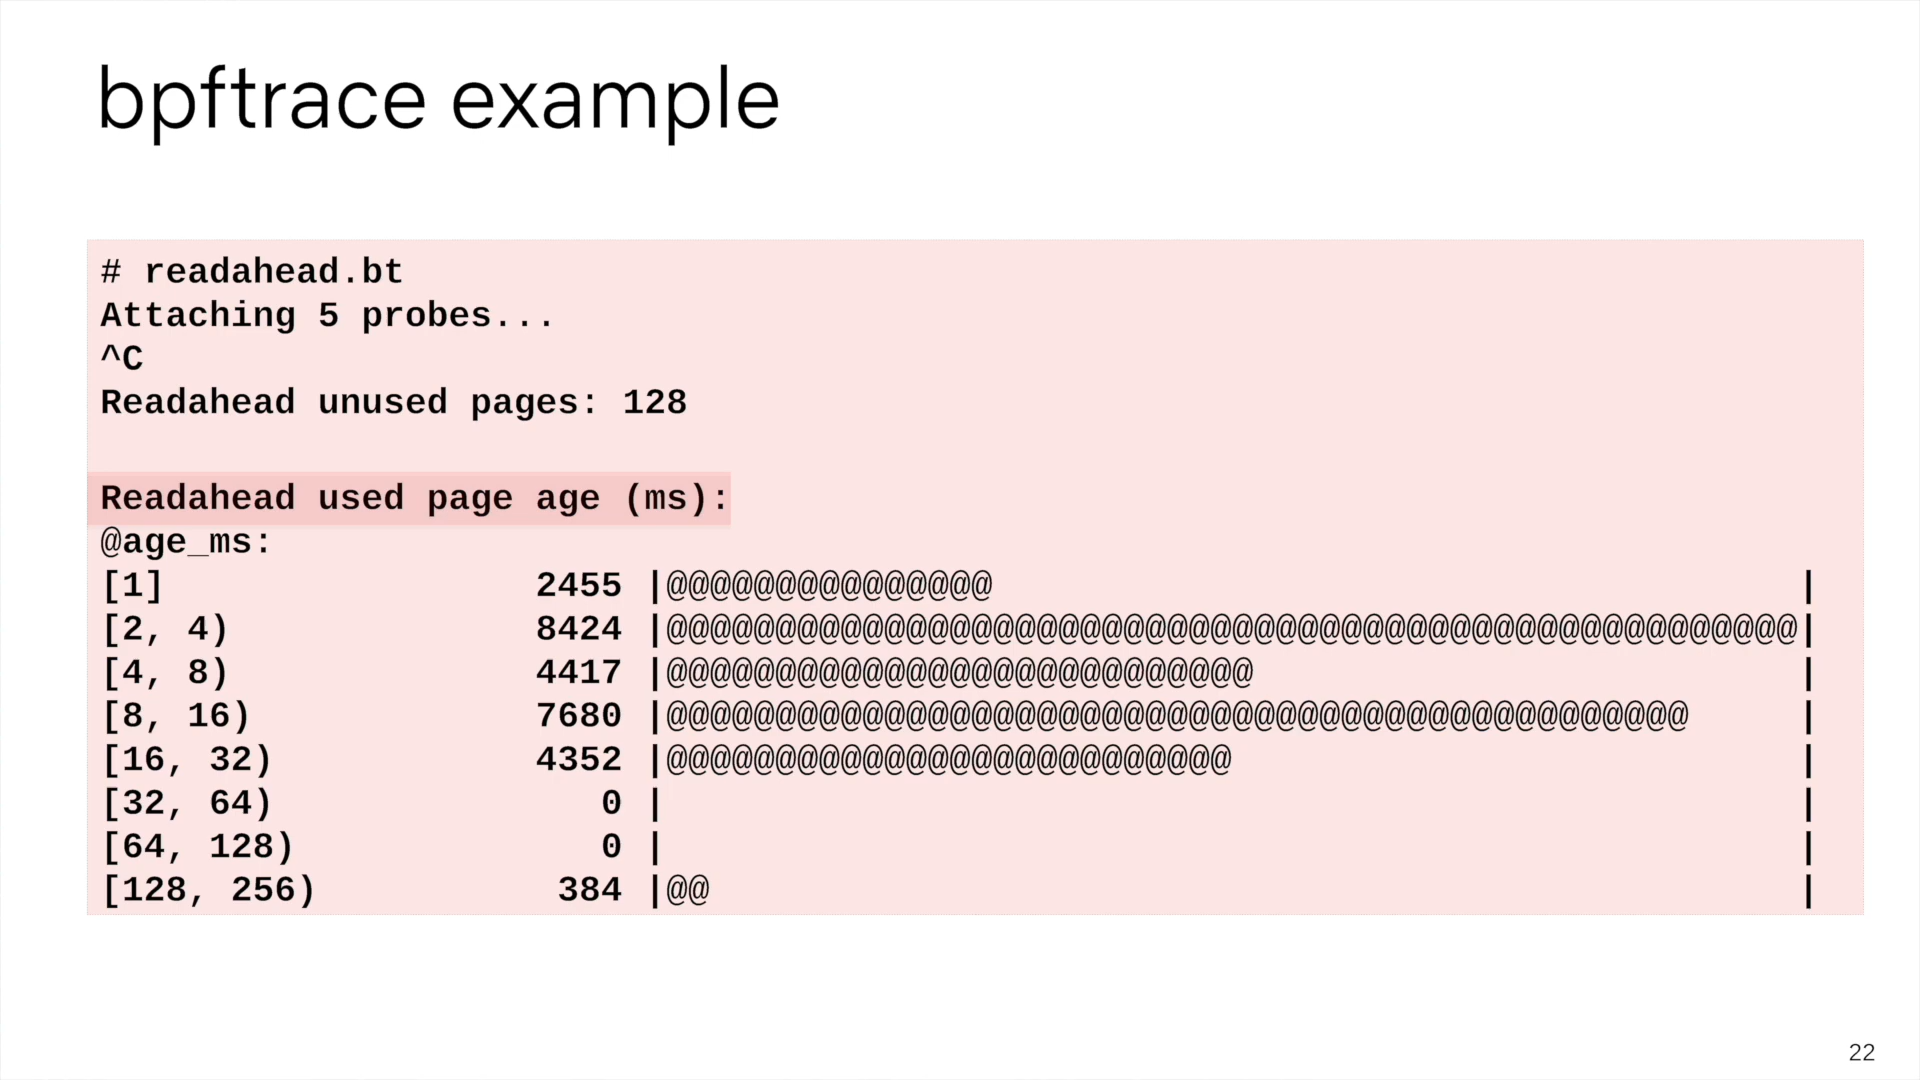 bpftrace example
# readahead.bt
Attaching 5 probes...
^C
Readahead unused pages: 128
Readahead used page age (ms):
@age_ms:
[1] 2455 |@@@@@@@@@@@@@@@ |
[2, 4) 8424 |@@@@@@@@@@@@@@@@@@@@@@@@@@@@@@@@@@@@@@@@@@@@@@@@@@@@|
[4, 8) 4417 |@@@@@@@@@@@@@@@@@@@@@@@@@@@ |
[8, 16) 7680 |@@@@@@@@@@@@@@@@@@@@@@@@@@@@@@@@@@@@@@@@@@@@@@@ |
[16, 32) 4352 |@@@@@@@@@@@@@@@@@@@@@@@@@@ |
[32, 64) 0 | |
[64, 128) 0 | |
[128, 256) 384 |@@ |
22